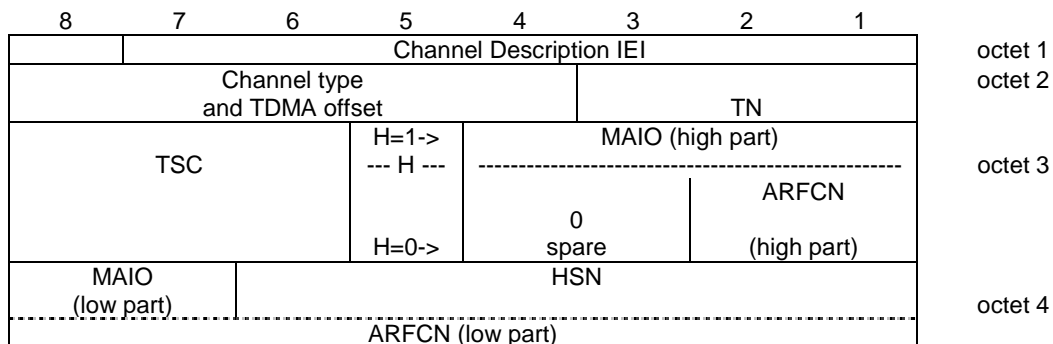 8 7 6 5 4 3 2 1
Channel Description IEI octet 1
Channel type octet 2
and TDMA offset TN
H=1-> MAIO (high part)
TSC --- H --- ----------------------------------------------------- octet 3
ARFCN
0
H=0-> spare (high part)
MAIO HSN
(low part) octet 4
ARFCN (low part)